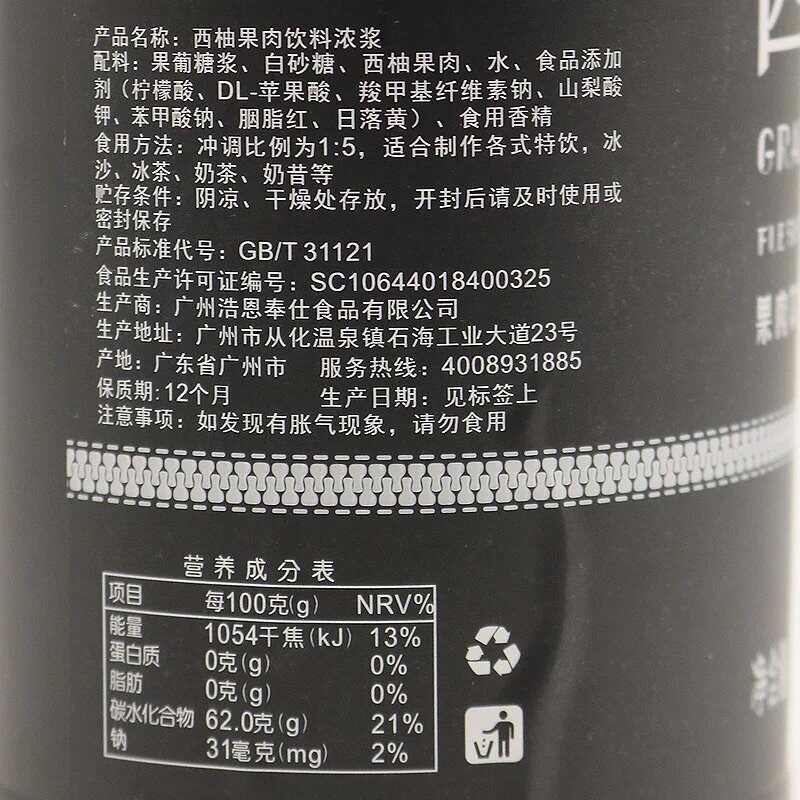 产品名称：西柚果肉饮料浓浆
配料：果葡糖浆、白砂糖、西柚果肉、水、食品添加
剂（柠檬酸、DL-苹果酸、羧甲基纤维素钠、山梨酸
钾、苯甲酸钠、胭脂红、日落黄）、食用香精
食用方法：冲调比例为1:5，适合制作各式特饮，冰
沙、冰茶、奶茶、奶昔等
贮存条件：阴凉、干燥处存放，开封后请及时使用或
密封保存
产品标准代号：GB/T 31121
食品生产许可证编号：SC10644018400325
生产商：广州浩恩奉仕食品有限公司
生产地址：广州市从化温泉镇石海工业大道23号
产地：广东省广州市 服务热线：4008931885
保质期:12个月 生产日期：见标签上
注意事项：如发现有胀气现象，请勿食用
营养成分表
项目 每100克(g) NRV%
能量 1054千焦(kJ) 13%
蛋白质 0克(g) 0%
脂肪 0克(g) 0%
碳水化合物 62.0克(g) 21%
钠 31毫克(mg) 2%
果肉